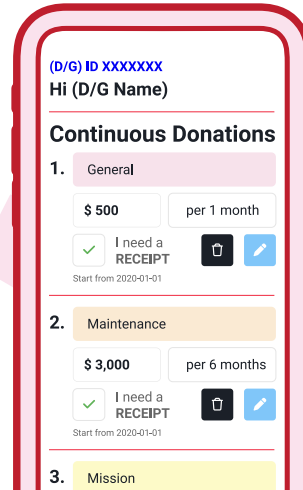 (D/G) ID XXXXXXX
Hi (D/G Name)
Continuous Donations
1. General
$ 500 per 1 month
I need a
RECEIPT
Start from 2020-01-01
2. Maintenance
$ 3,000 per 6 months
I need a
RECEIPT
Start from 2020-01-01
3. Mission